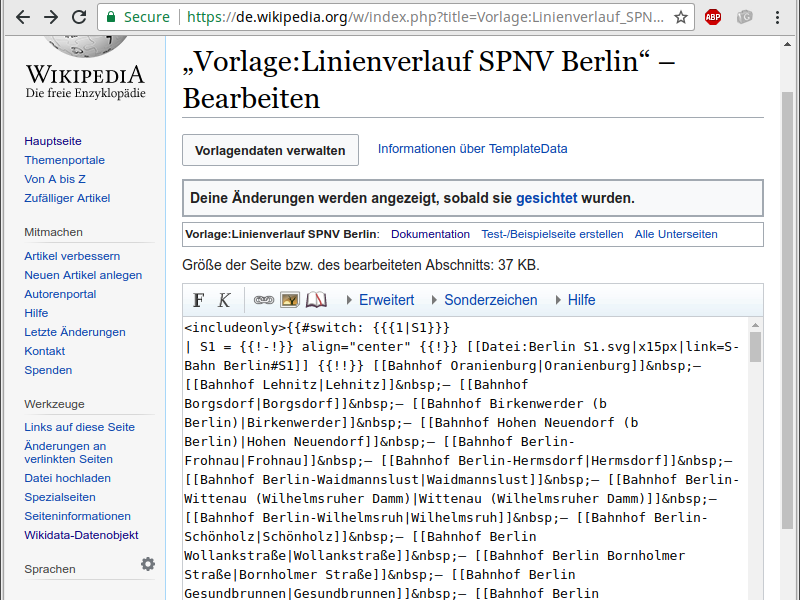 Secure
https://de.wikipedia.org/w/index.php?title=Vorlage:Linienverlauf_SPN...
ABP
WIKIPEDIA
Die freie Enzyklopädie
Hauptseite
Themenportale
Von A bis Z
Zufälliger Artikel
Mitmachen
Artikel verbessern
Neuen Artikel anlegen
Autorenportal
Hilfe
Letzte Änderungen
Kontakt
Spenden
Werkzeuge
Links auf diese Seite
Änderungen an
verlinkten Seiten
Datei hochladen
Spezialseiten
Seiteninformationen
Wikidata-Datenobjekt
Sprachen
„Vorlage:Linienverlauf SPNV Berlin“ –
Bearbeiten
Vorlagendaten verwalten
Informationen über TemplateData
Deine Änderungen werden angezeigt, sobald sie gesichtet wurden.
Vorlage:Linienverlauf SPNV Berlin: Dokumentation Test-/Beispielseite erstellen Alle Unterseiten
Größe der Seite bzw. des bearbeiteten Abschnitts: 37 KB.
F K Erweitert Sonderzeichen Hilfe
<includeonly>{{#switch: {{{1|S1}}}
| S1 = {{!-!}} align="center" {{!}} [[Datei:Berlin S1.svg|x15px|link=S-
Bahn Berlin#S1]] {{!!}} [[Bahnhof Oranienburg|Oranienburg]]&nbsp;–
[[Bahnhof Lehnitz|Lehnitz]]&nbsp;– [[Bahnhof
Borgsdorf|Borgsdorf]]&nbsp;– [[Bahnhof Birkenwerder (b
Berlin)|Birkenwerder]]&nbsp;– [[Bahnhof Hohen Neuendorf (b
Berlin)|Hohen Neuendorf]]&nbsp;– [[Bahnhof Berlin-
Frohnau|Frohnau]]&nbsp;– [[Bahnhof Berlin-Hermsdorf|Hermsdorf]]&nbsp;–
[[Bahnhof Berlin-Waidmannslust|Waidmannslust]]&nbsp;– [[Bahnhof Berlin-
Wittenau (Wilhelmsruher Damm)|Wittenau (Wilhelmsruher Damm)]]&nbsp;–
[[Bahnhof Berlin-Wilhelmsruh|Wilhelmsruh]]&nbsp;– [[Bahnhof Berlin-
Schönholz|Schönholz]]&nbsp;– [[Bahnhof Berlin
Wollankstraße|Wollankstraße]]&nbsp;– [[Bahnhof Berlin Bornholmer
Straße|Bornholmer Straße]]&nbsp;– [[Bahnhof Berlin
Gesundbrunnen|Gesundbrunnen]]&nbsp;– [[Bahnhof Berlin